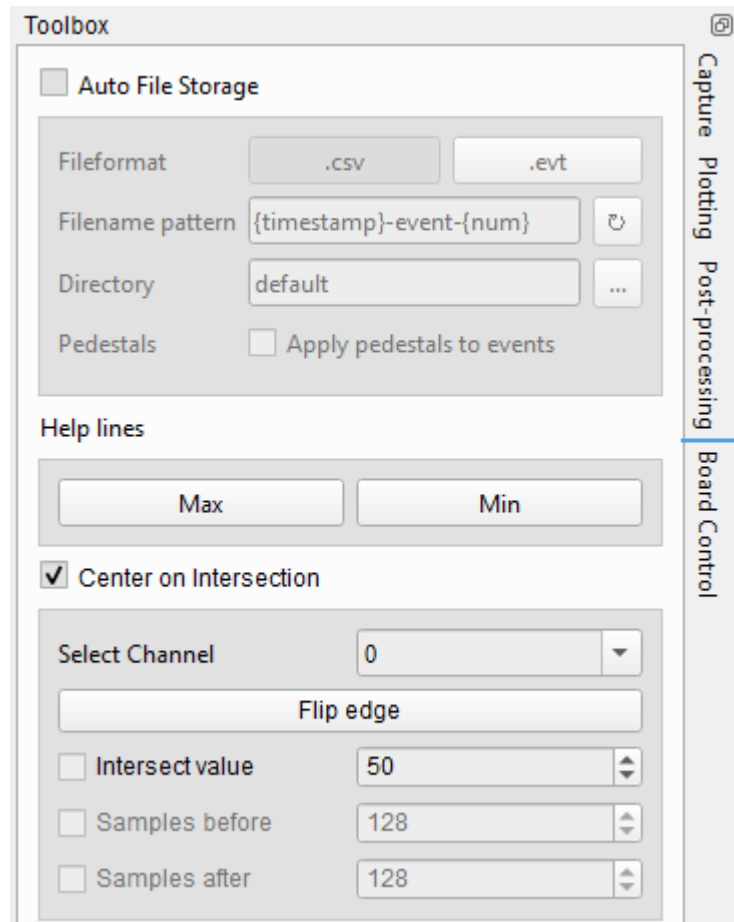 Toolbox
Auto File Storage
Fileformat .csv .evt
Filename pattern {timestamp}-event-{num}
Directory default ...
Pedestals Apply pedestals to events
Help lines
Max Min
Center on Intersection
Select Channel 0
Flip edge
Intersect value 50
Samples before 128
Samples after 128
Capture
Plotting
Post-processing
Board Control